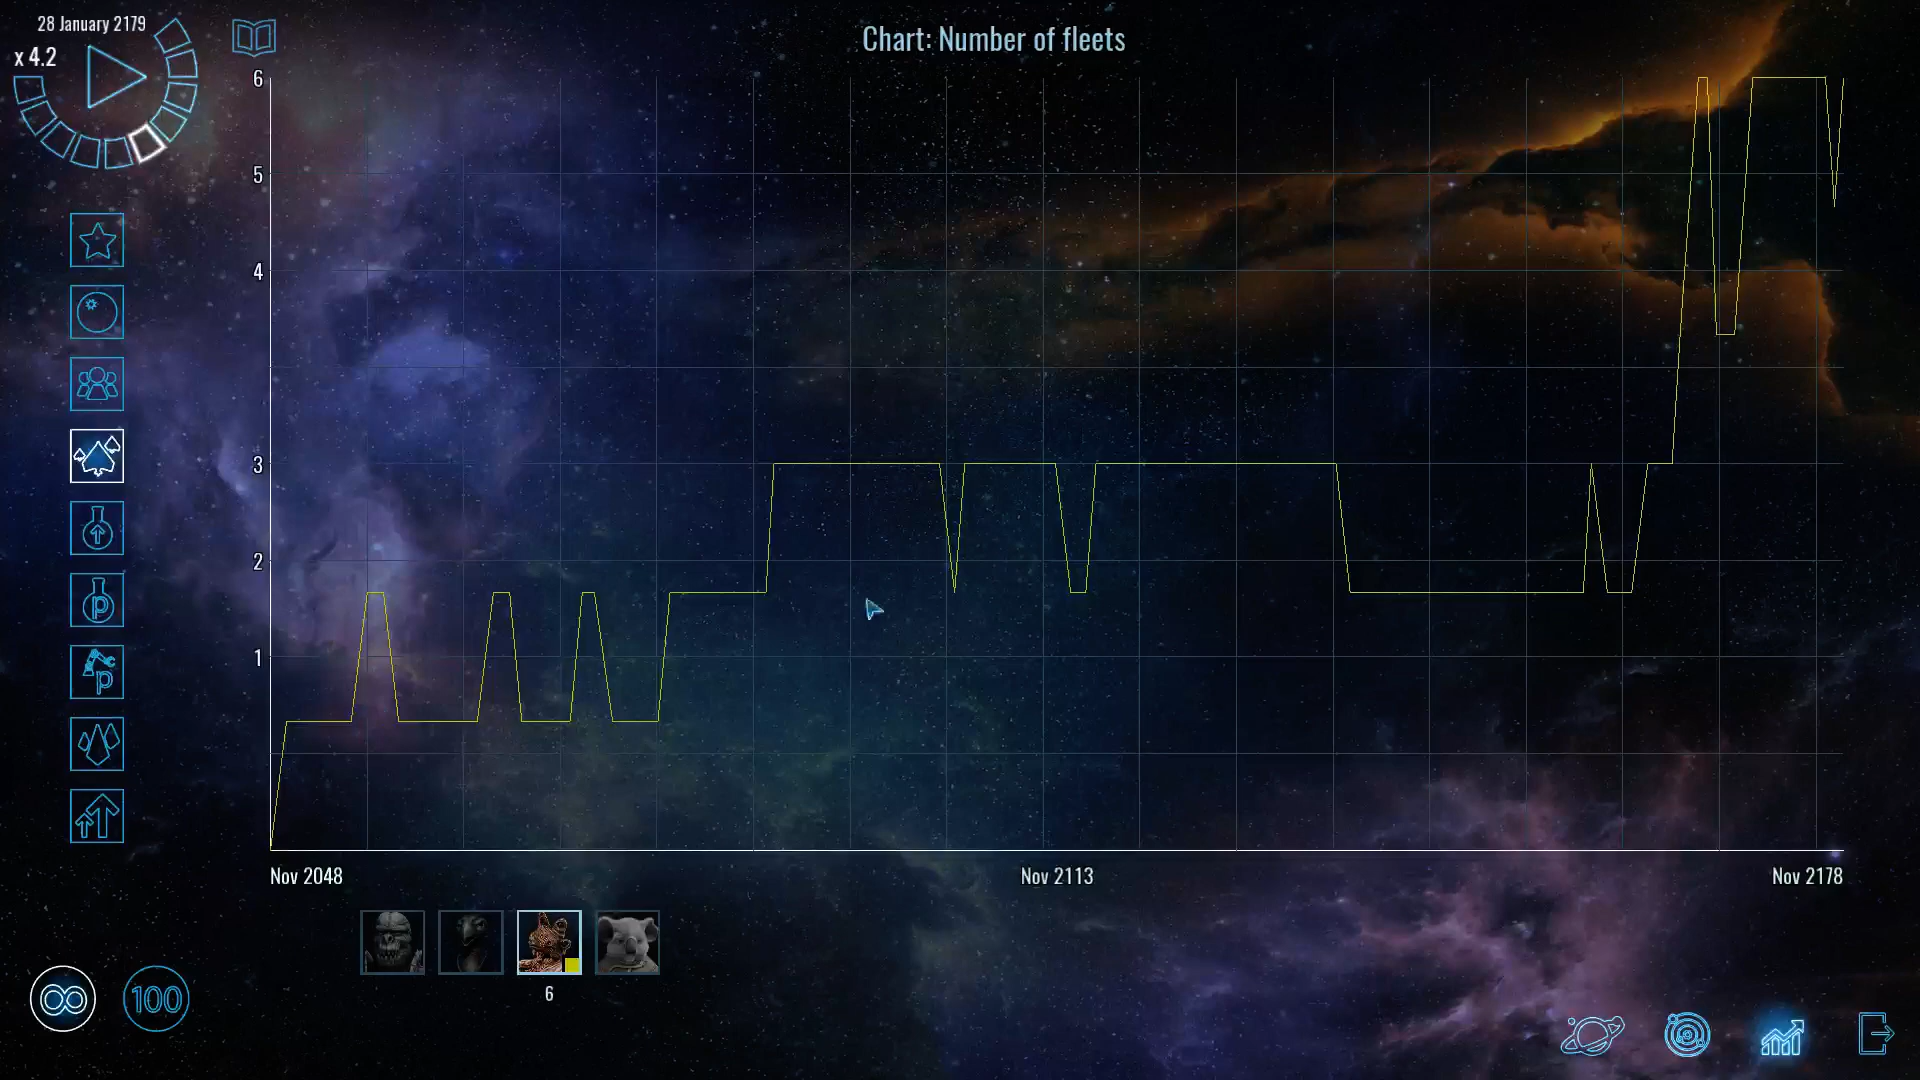 28 January 2179
x 4.2
Chart: Number of fleets
6
5
4
3
2
1
Nov 2048
Nov 2113
Nov 2178
6
100
p
p